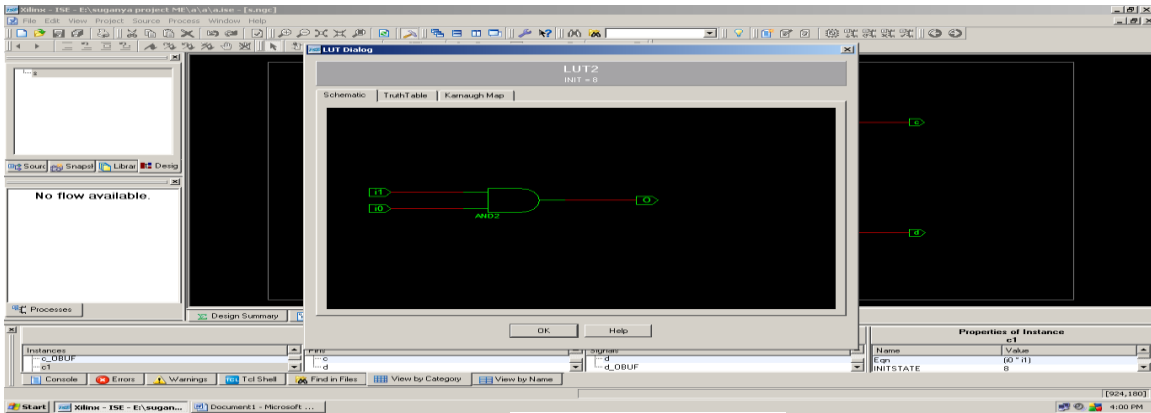 Xilinx - ISE - E:\suganya project ME\a\a\a.ise - [s.ngc]
File Edit View Project Source Process Window Help
LUT Dialog
LUT2
INIT = 8
Schematic TruthTable Karnaugh Map
s
i1
i0
AND2
O
c
d
Sourc Snapsh Librar Desig
No flow available.
Processes
Design Summary
OK Help
Properties of Instance
c1
Instances
c_OBUF
c1
Pins
c
d
Signals
d
d_OBUF
Name Value
Eqn (i0 * i1)
INITSTATE 8
Console Errors Warnings Tcl Shell Find in Files View by Category View by Name
[924,180]
Start Xilinx - ISE - E:\sugan... Document1 - Microsoft ... 4:00 PM